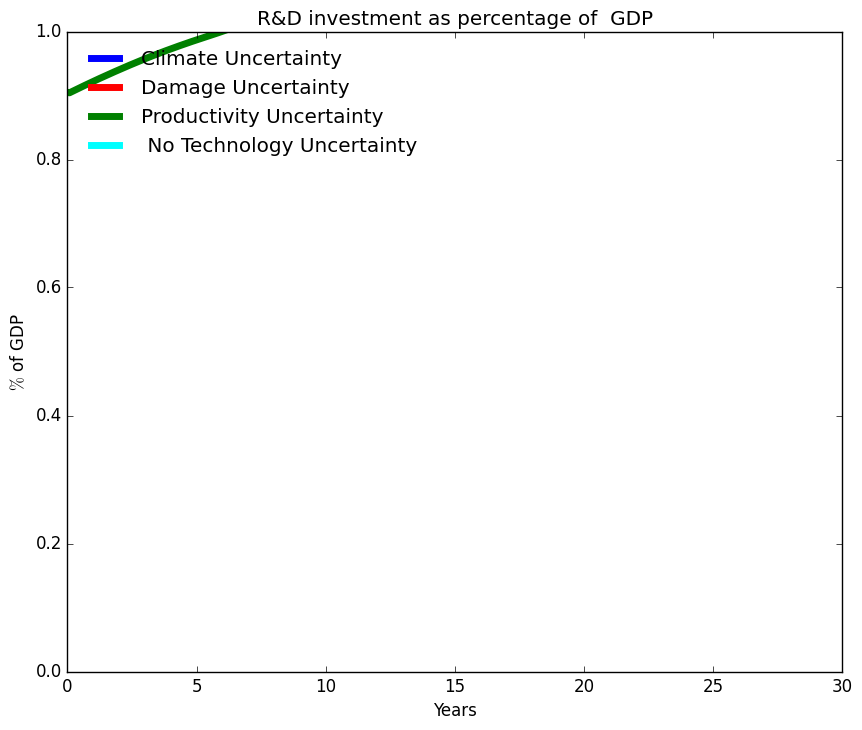 R&D investment as percentage of  GDP
1.0
0.8
0.6
0.4
0.2
0.0
% of GDP
Climate Uncertainty
Damage Uncertainty
Productivity Uncertainty
No Technology Uncertainty
0 5 10 15 20 25 30
Years